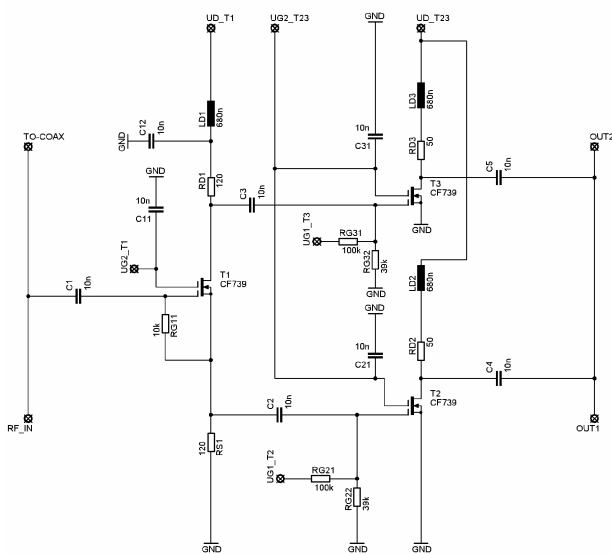 UD_T1
UG2_T23
GND
UD_T23
LD1
680n
LD3
680n
TO-COAX
GND
C12
10n
10n
C31
RD3
50
OUT2
GND
RD1
120
C3
10n
C5
10n
T3
CF739
10n
C11
UG1_T3
RG31
100k
RG32
39k
GND
UG2_T1
T1
CF739
GND
C1
10n
LD2
680n
GND
10k
RG11
10n
C21
RD2
50
C4
10n
T2
CF739
C2
10n
RF_IN
OUT1
120
RS1
UG1_T2
RG21
100k
RG22
39k
GND
GND
GND